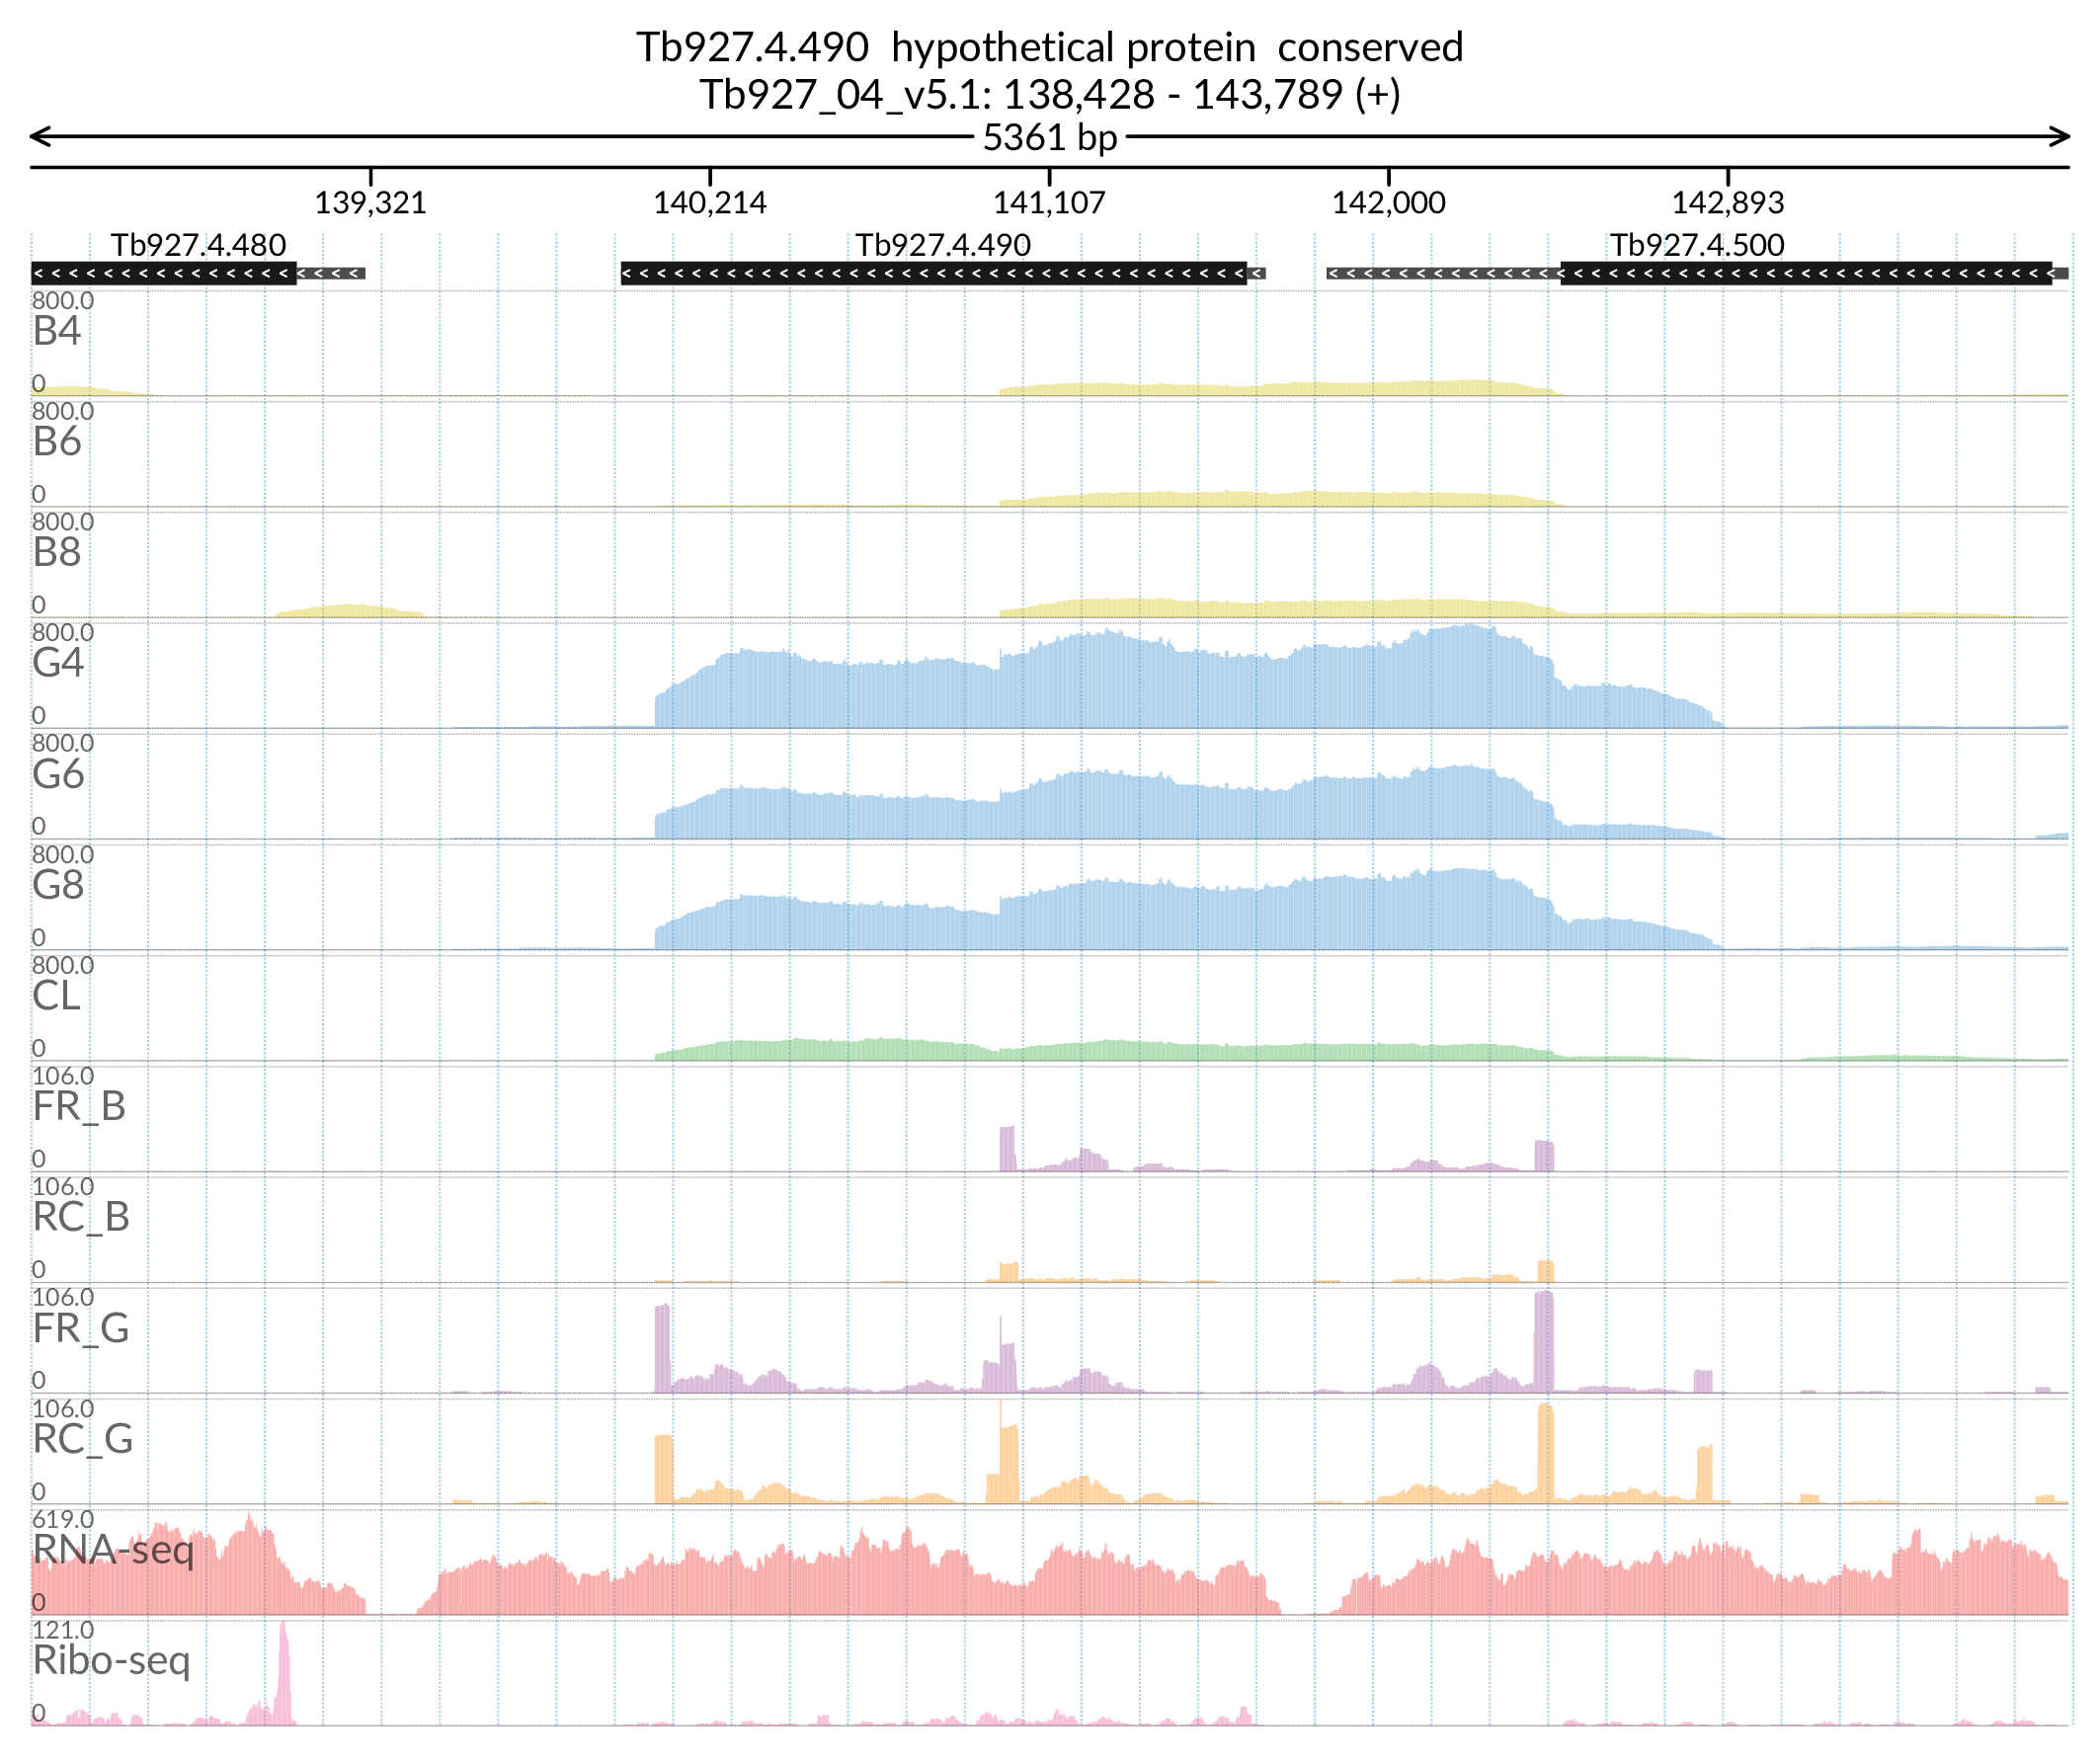 Tb927.4.490  hypothetical protein  conserved
Tb927_04_v5.1: 138,428 - 143,789 (+)
5361 bp
139,321 140,214 141,107 142,000 142,893
Tb927.4.480 Tb927.4.490 Tb927.4.500
800.0
B4
0
800.0
B6
0
800.0
B8
0
800.0
G4
0
800.0
G6
0
800.0
G8
0
800.0
CL
0
106.0
FR_B
0
106.0
RC_B
0
106.0
FR_G
0
106.0
RC_G
0
619.0
RNA-seq
0
121.0
Ribo-seq
0